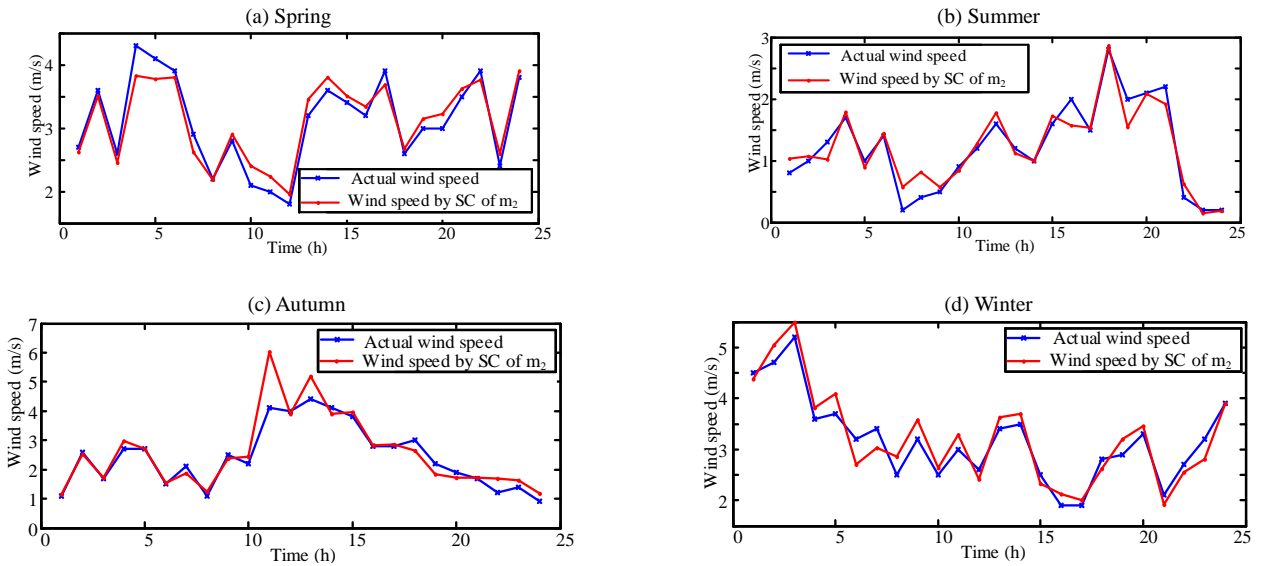 (a) Spring
Wind speed (m/s)
4
3
2
0
5
10
15
20
25
Time (h)
Actual wind speed
Wind speed by SC of m₂
(b) Summer
Wind speed (m/s)
3
2
1
0
5
10
15
20
25
Time (h)
Actual wind speed
Wind speed by SC of m₂
(c) Autumn
Wind speed (m/s)
7
6
5
4
3
2
1
0
0
5
10
15
20
25
Time (h)
Actual wind speed
Wind speed by SC of m₂
(d) Winter
Wind speed (m/s)
5
4
3
2
0
5
10
15
20
25
Time (h)
Actual wind speed
Wind speed by SC of m₂